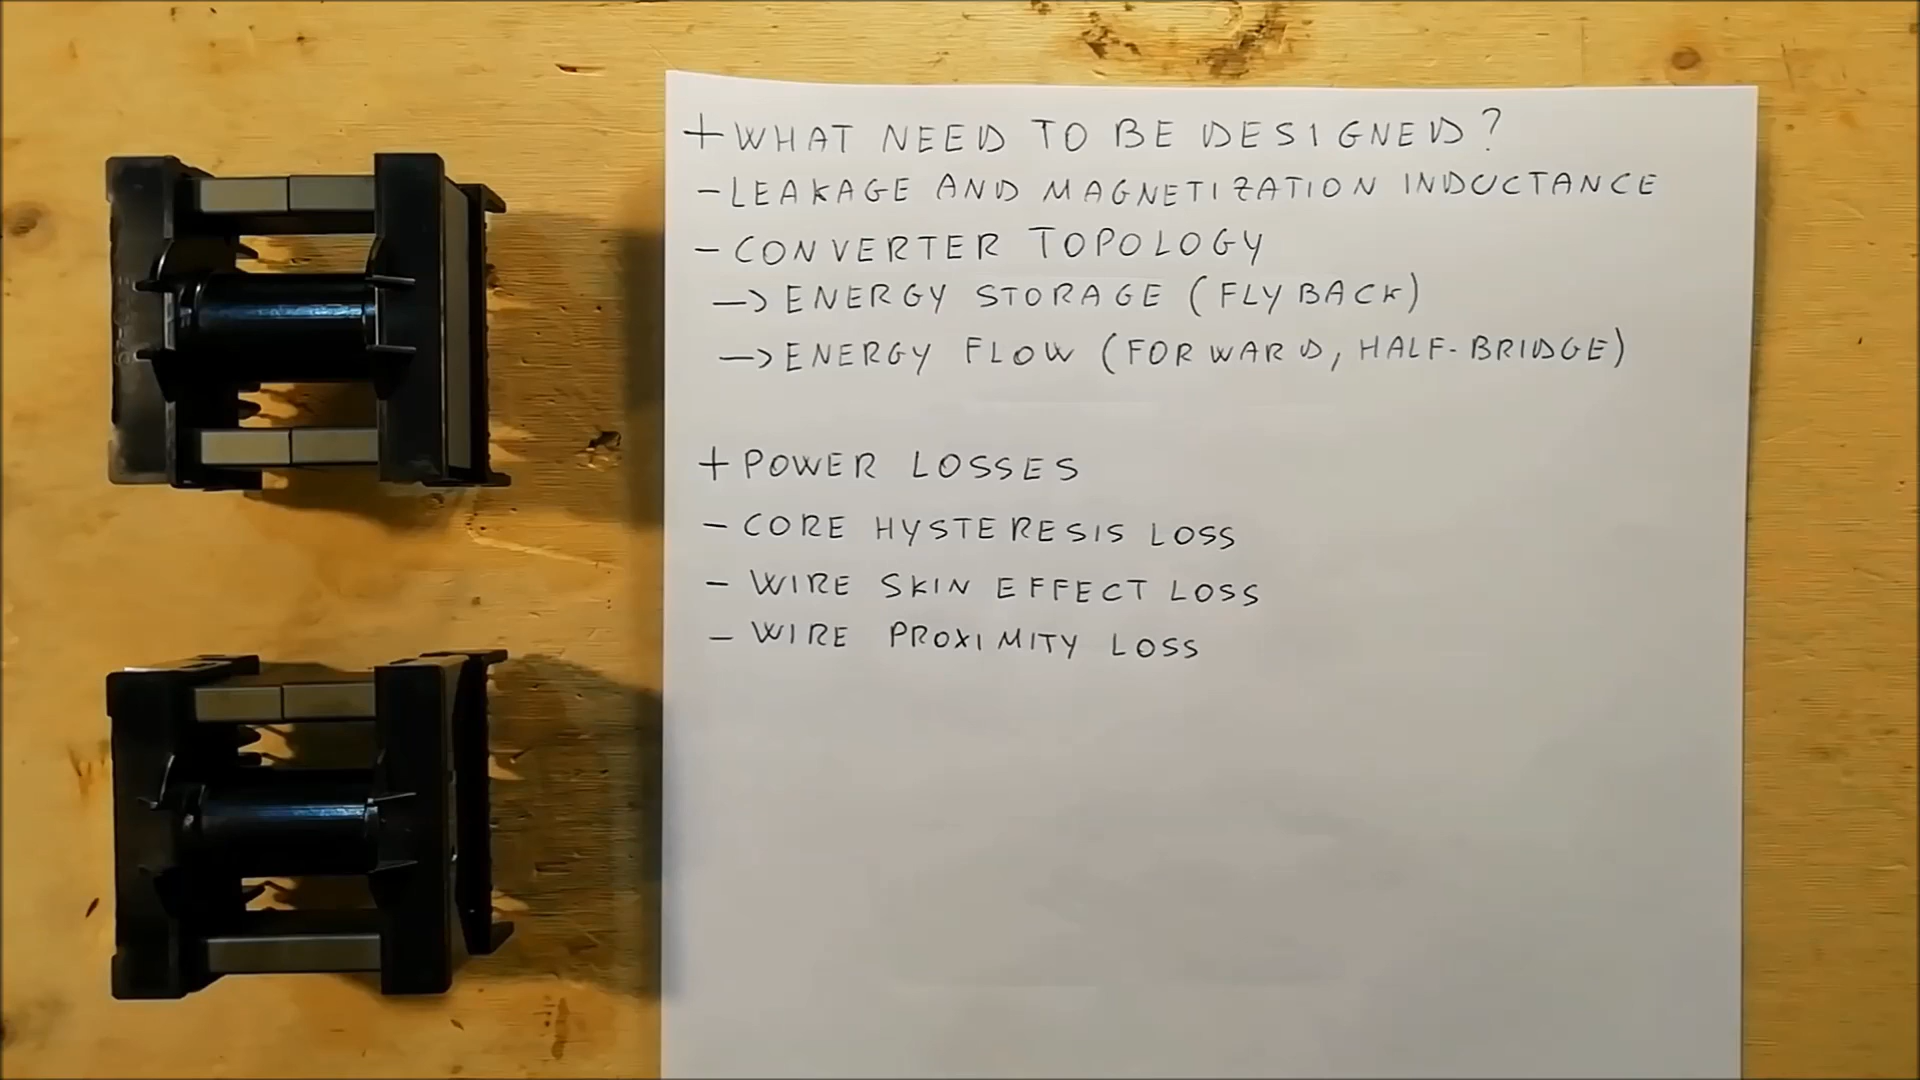 + WHAT NEED TO BE DESIGNED?
- LEAKAGE AND MAGNETIZATION INDUCTANCE
- CONVERTER TOPOLOGY
-> ENERGY STORAGE (FLYBACK)
-> ENERGY FLOW (FORWARD, HALF-BRIDGE)
+ POWER LOSSES
- CORE HYSTERESIS LOSS
- WIRE SKIN EFFECT LOSS
- WIRE PROXIMITY LOSS